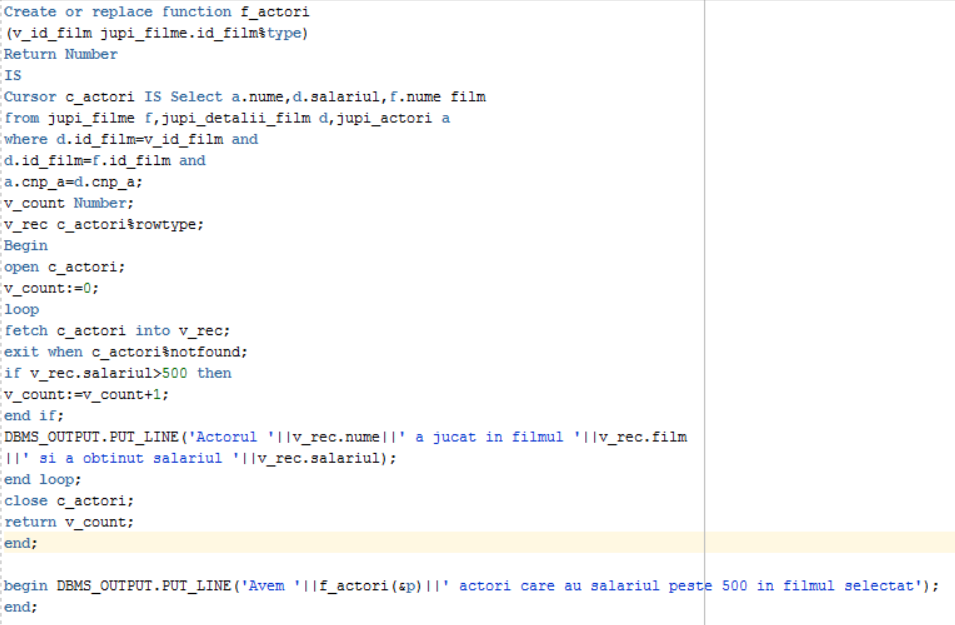 Create or replace function f_actori
(v_id_film jupi_filme.id_film%type)
Return Number
IS
Cursor c_actori IS Select a.nume,d.salariul,f.nume film
from jupi_filme f,jupi_detalii_film d,jupi_actori a
where d.id_film=v_id_film and
d.id_film=f.id_film and
a.cnp_a=d.cnp_a;
v_count Number;
v_rec c_actori%rowtype;
Begin
open c_actori;
v_count:=0;
loop
fetch c_actori into v_rec;
exit when c_actori%notfound;
if v_rec.salariul>500 then
v_count:=v_count+1;
end if;
DBMS_OUTPUT.PUT_LINE('Actorul '||v_rec.nume||' a jucat in filmul '||v_rec.film
||' si a obtinut salariul '||v_rec.salariul);
end loop;
close c_actori;
return v_count;
end;
begin DBMS_OUTPUT.PUT_LINE('Avem '||f_actori(&p)||' actori care au salariul peste 500 in filmul selectat');
end;